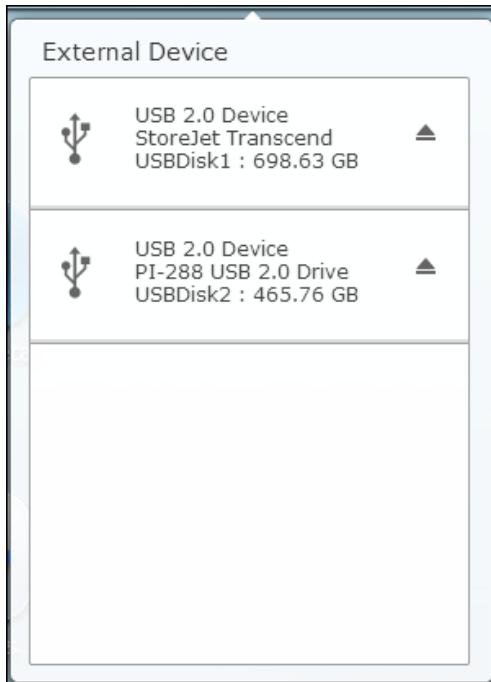 External Device
USB 2.0 Device
StoreJet Transcend
USBDisk1 : 698.63 GB
USB 2.0 Device
PI-288 USB 2.0 Drive
USBDisk2 : 465.76 GB